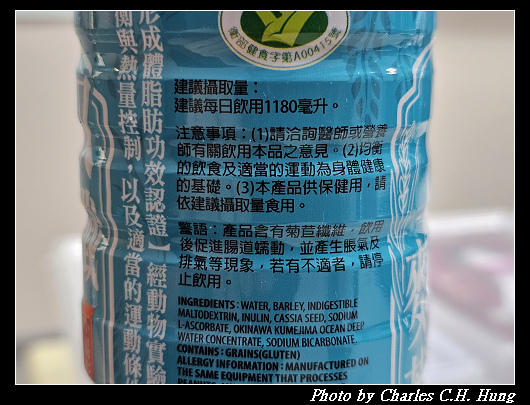 衛部健食字第A00415號
建議攝取量：
建議每日飲用1180毫升。
注意事項：(1)請洽詢醫師或營養
師有關飲用本品之意見。(2)均衡
的飲食及適當的運動為身體健康
的基礎。(3)本產品供保健用，請
依建議攝取量食用。
警語：產品含有菊苣纖維，飲用
後促進腸道蠕動，並產生脹氣及
排氣等現象，若有不適者，請停
止飲用。
INGREDIENTS : WATER, BARLEY, INDIGESTIBLE
MALTODEXTRIN, INULIN, CASSIA SEED, SODIUM
L-ASCORBATE, OKINAWA KUMEJIMA OCEAN DEEP
WATER CONCENTRATE, SODIUM BICARBONATE.
CONTAINS : GRAINS(GLUTEN)
ALLERGY INFORMATION : MANUFACTURED ON
THE SAME EQUIPMENT THAT PROCESSES
形成體脂肪功效認證】經動物實驗
衡與熱量控制，以及適當的運動條件
Photo by Charles C.H. Hung